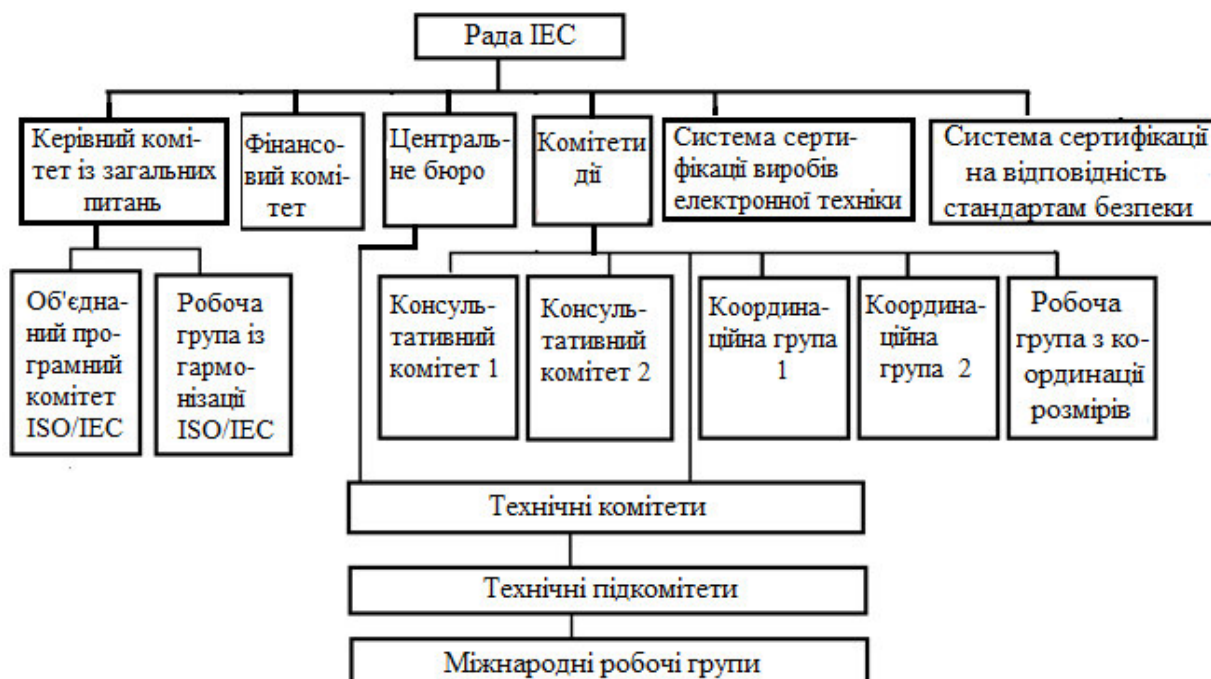 Рада ІЕС
Керівний комі-
тет із загальних
питань
Фінансо-
вий комі-
тет
Централь-
не бюро
Комітети
дії
Система серти-
фікації виробів
електронної техніки
Система сертифікації
на відповідність
стандартам безпеки
Об'єдна-
ний про-
грамний
комітет
ISO/IEC
Робоча
група із
гармо-
нізації
ISO/IEC
Консуль-
тативний
комітет 1
Консуль-
тативний
комітет 2
Координа-
ційна група
1
Координа-
ційна
група 2
Робоча
група з ко-
ординації
розмірів
Технічні комітети
Технічні підкомітети
Міжнародні робочі групи